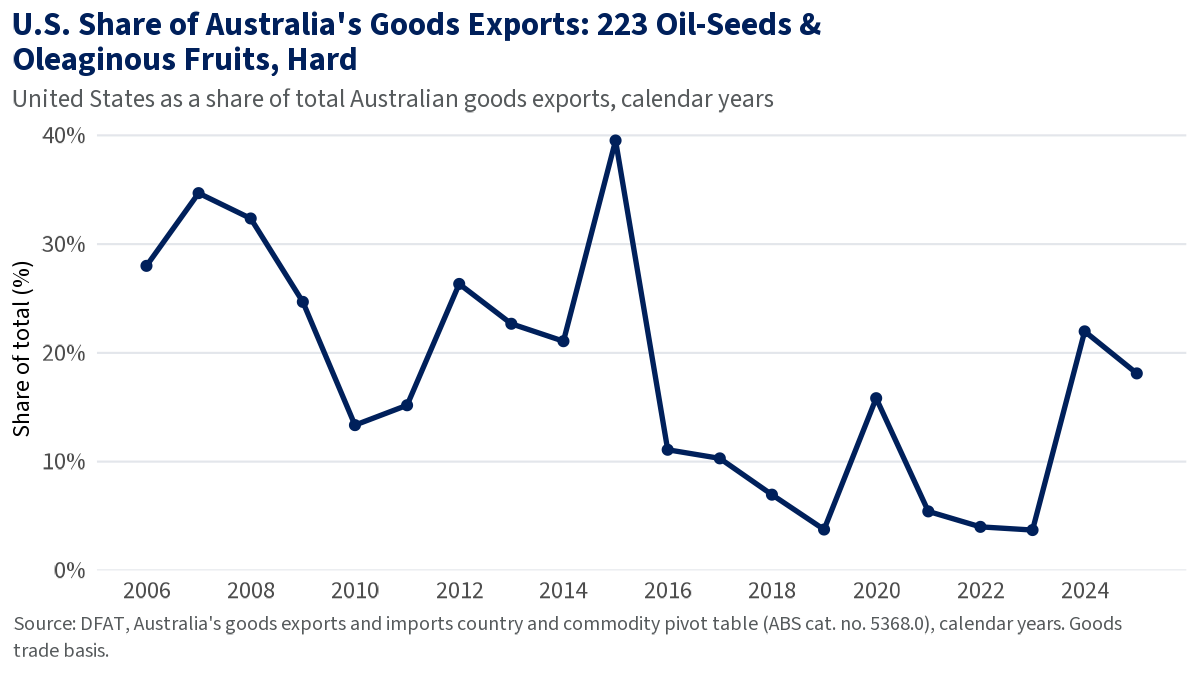 U.S. Share of Australia's Goods Exports: 223 Oil-Seeds &
Oleaginous Fruits, Hard
United States as a share of total Australian goods exports, calendar years
Share of total (%)
40%
30%
20%
10%
0%
2006 2008 2010 2012 2014 2016 2018 2020 2022 2024
Source: DFAT, Australia's goods exports and imports country and commodity pivot table (ABS cat. no. 5368.0), calendar years. Goods
trade basis.